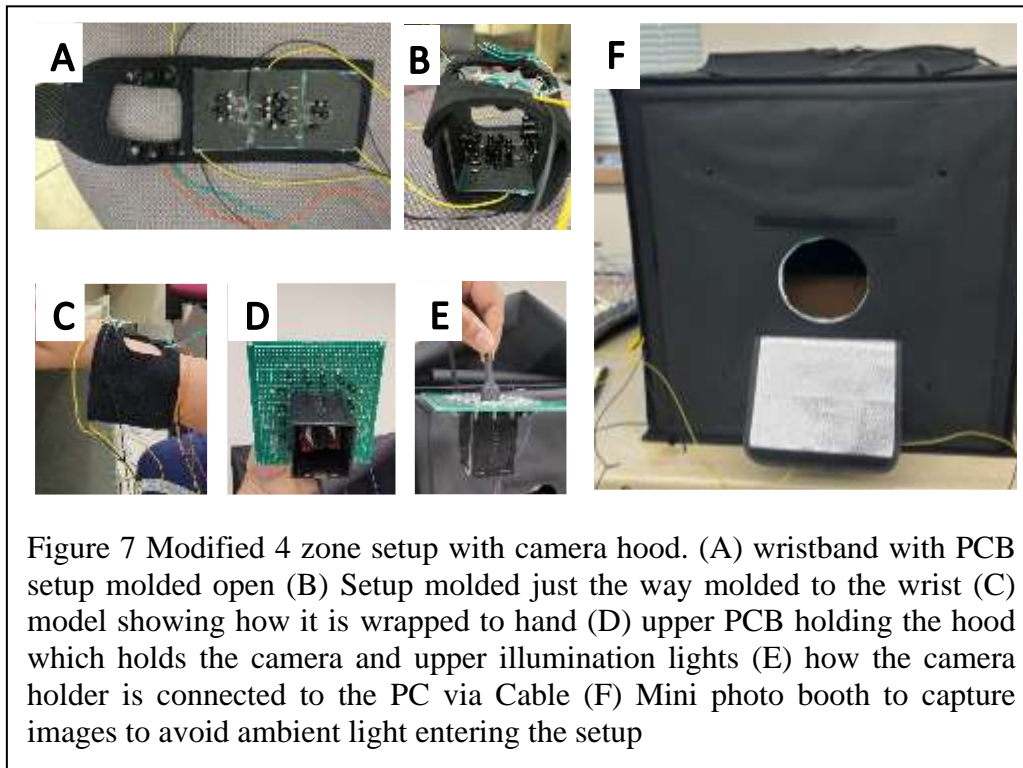 A
B
F
C
D
E
Figure 7 Modified 4 zone setup with camera hood. (A) wristband with PCB
setup molded open (B) Setup molded just the way molded to the wrist (C)
model showing how it is wrapped to hand (D) upper PCB holding the hood
which holds the camera and upper illumination lights (E) how the camera
holder is connected to the PC via Cable (F) Mini photo booth to capture
images to avoid ambient light entering the setup